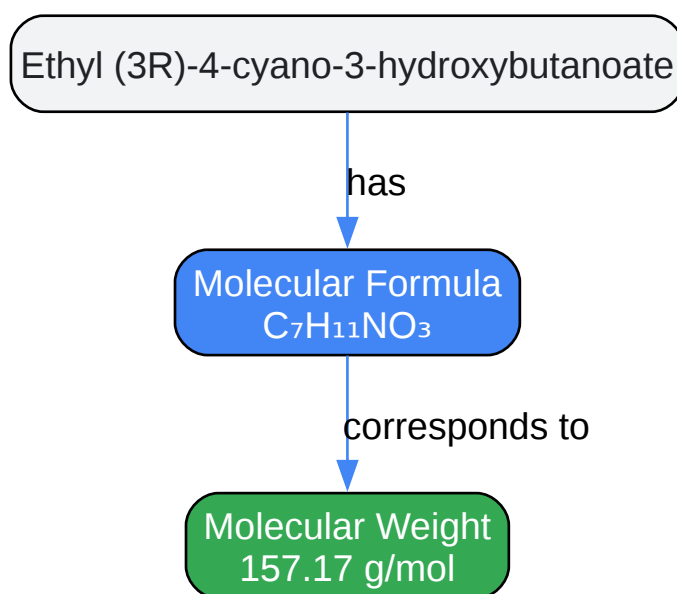 Ethyl (3R)-4-cyano-3-hydroxybutanoate
has
Molecular Formula
C₇H₁₁NO₃
corresponds to
Molecular Weight
157.17 g/mol